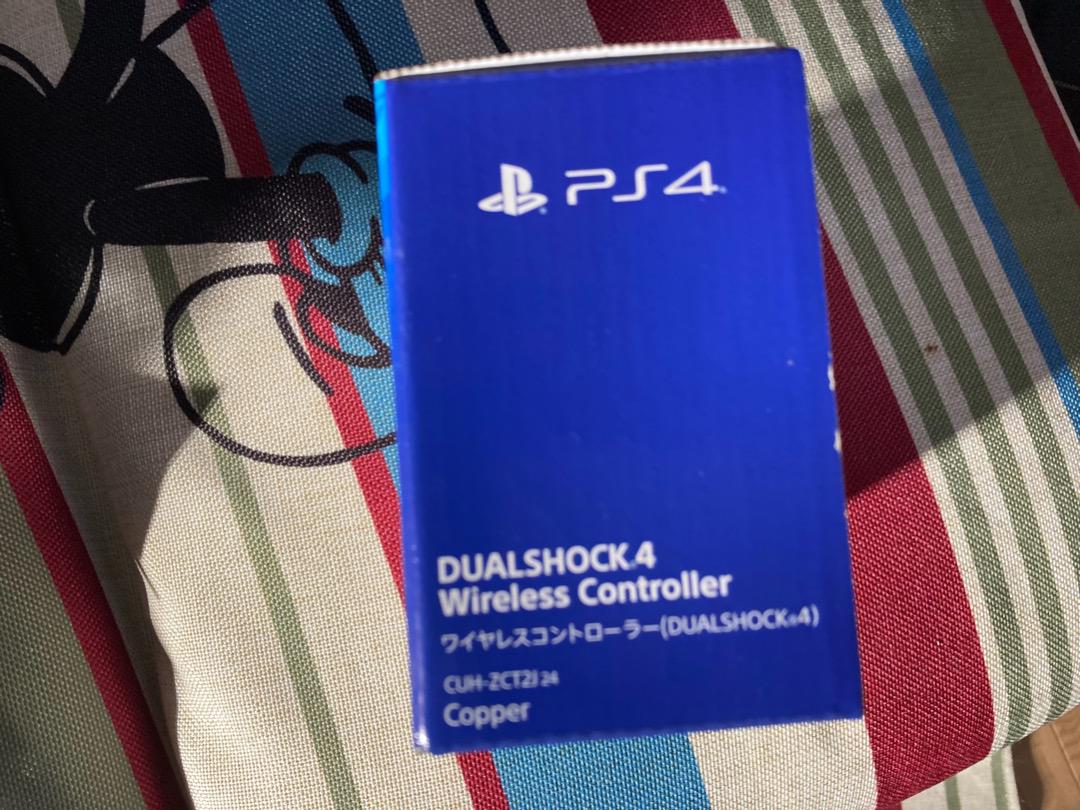 PS4
DUALSHOCK®4
Wireless Controller
ワイヤレスコントローラー(DUALSHOCK®4)
CUH-ZCT2J 24
Copper